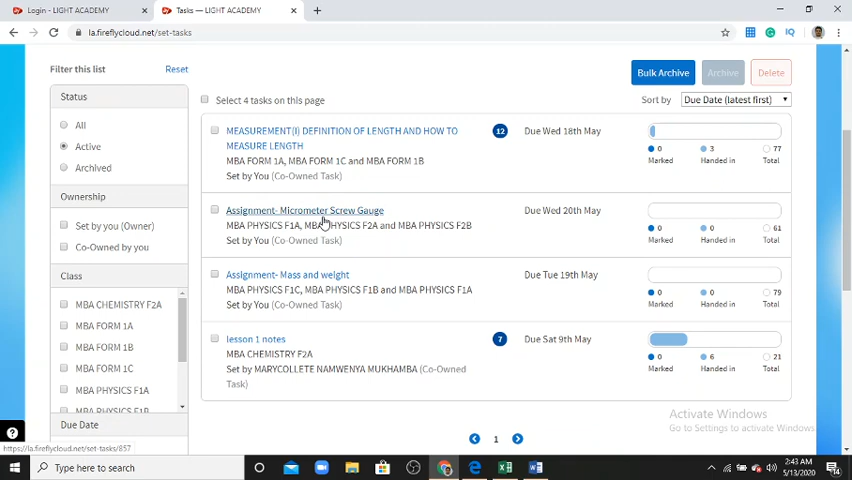 Login - LIGHT ACADEMY
Tasks — LIGHT ACADEMY
la.fireflycloud.net/set-tasks
Filter this list
Reset
Bulk Archive
Archive
Delete
Status
All
Active
Archived
Ownership
Set by you (Owner)
Co-Owned by you
Class
MBA CHEMISTRY F2A
MBA FORM 1A
MBA FORM 1B
MBA FORM 1C
MBA PHYSICS F1A
MBA PHYSICS F1B
Due Date
Select 4 tasks on this page
Sort by
Due Date (latest first)
MEASUREMENT(I) DEFINITION OF LENGTH AND HOW TO
MEASURE LENGTH
MBA FORM 1A, MBA FORM 1C and MBA FORM 1B
Set by You (Co-Owned Task)
12
Due Wed 18th May
0 3 77
Marked Handed in Total
Assignment- Micrometer Screw Gauge
MBA PHYSICS F1A, MBA PHYSICS F2A and MBA PHYSICS F2B
Set by You (Co-Owned Task)
Due Wed 20th May
0 0 61
Marked Handed in Total
Assignment- Mass and weight
MBA PHYSICS F1C, MBA PHYSICS F1B and MBA PHYSICS F1A
Set by You (Co-Owned Task)
Due Tue 19th May
0 0 79
Marked Handed in Total
lesson 1 notes
MBA CHEMISTRY F2A
Set by MARYCOLLETE NAMWENYA MUKHAMBA (Co-Owned
Task)
7
Due Sat 9th May
0 6 21
Marked Handed in Total
1
Activate Windows
Go to Settings to activate Windows.
https://la.fireflycloud.net/set-tasks/857
Type here to search
2:43 AM
5/13/2020
14